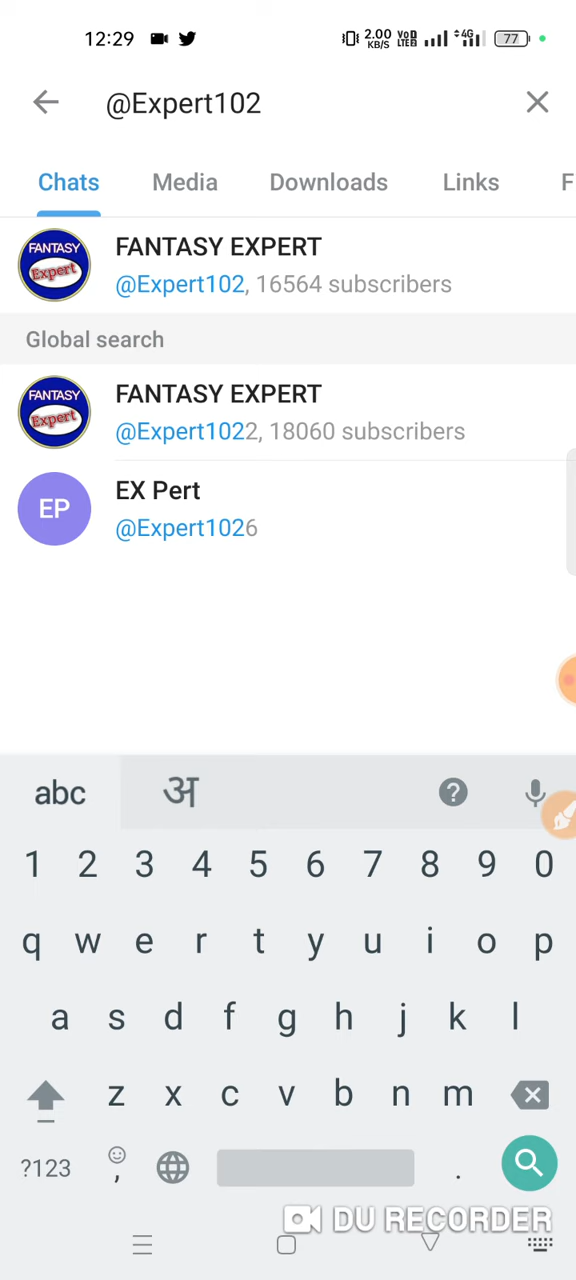 12:29 2.00 KB/S VoD LTE2 4G 77
@Expert102
Chats Media Downloads Links F
FANTASY Expert
FANTASY EXPERT
@Expert102, 16564 subscribers
Global search
FANTASY Expert
FANTASY EXPERT
@Expert1022, 18060 subscribers
EP
EX Pert
@Expert1026
abc अ ?
1 2 3 4 5 6 7 8 9 0
q w e r t y u i o p
a s d f g h j k l
z x c v b n m
?123 , .
DU RECORDER